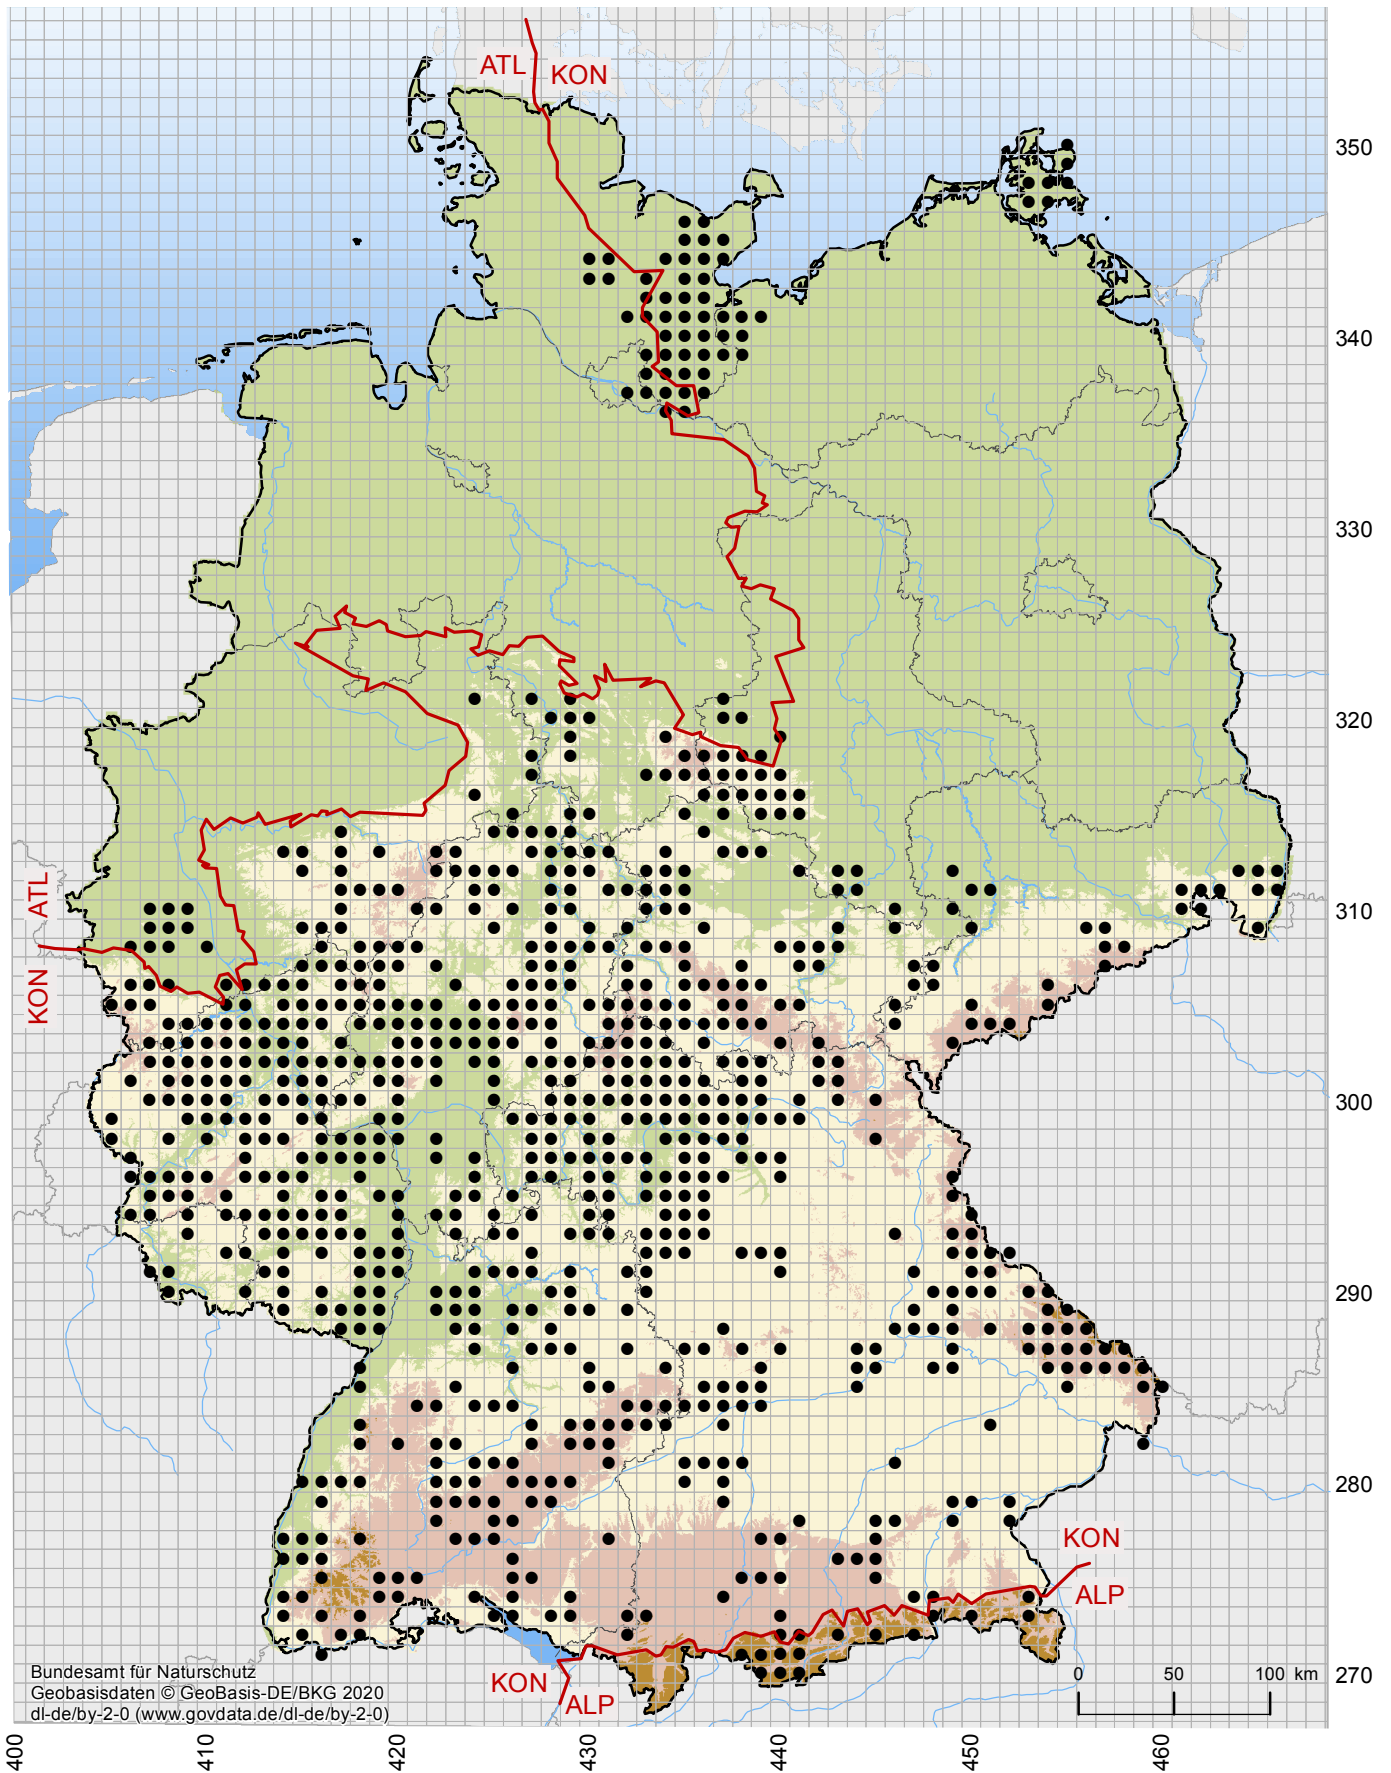 ATL KON
350
340
330
320
ATL
310
KON
300
290
280
KON
ALP
KON
ALP
0 50 100 km
270
Bundesamt für Naturschutz
Geobasisdaten © GeoBasis-DE/BKG 2020
dl-de/by-2-0 (www.govdata.de/dl-de/by-2-0)
400 410 420 430 440 450 460